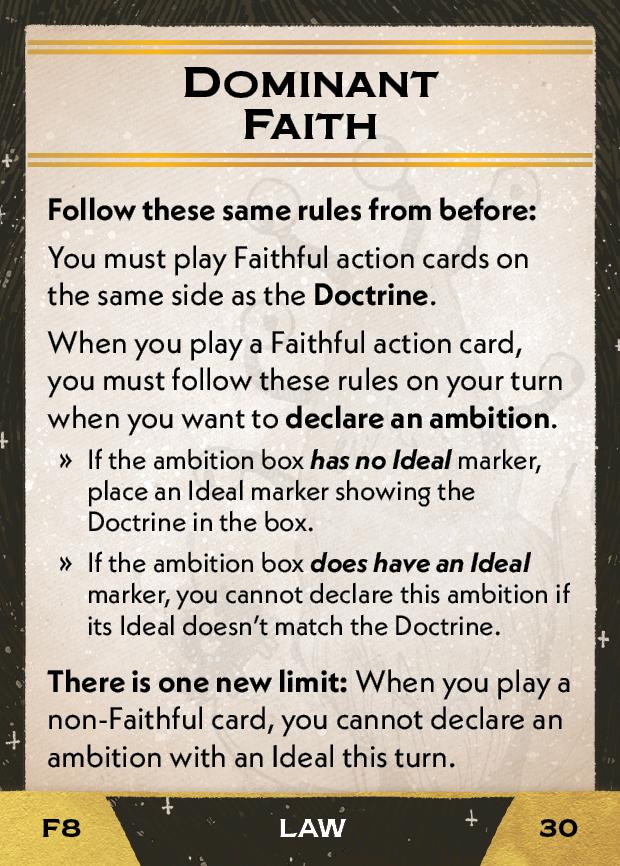 DOMINANT
FAITH
Follow these same rules from before:
You must play Faithful action cards on
the same side as the Doctrine.
When you play a Faithful action card,
you must follow these rules on your turn
when you want to declare an ambition.
» If the ambition box has no Ideal marker,
place an Ideal marker showing the
Doctrine in the box.
» If the ambition box does have an Ideal
marker, you cannot declare this ambition if
its Ideal doesn't match the Doctrine.
There is one new limit: When you play a
non-Faithful card, you cannot declare an
ambition with an Ideal this turn.
F8 LAW 30